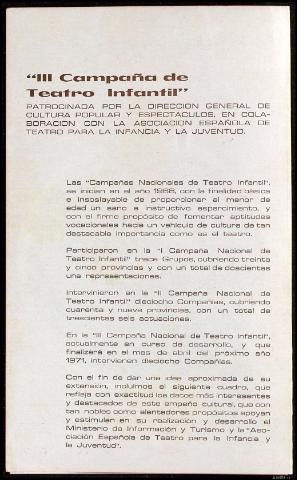 “III Campaña de
Teatro Infantil”
PATROCINADA POR LA DIRECCION GENERAL DE
CULTURA POPULAR Y ESPECTACULOS, EN COLA-
BORACION CON LA ASOCIACION ESPAÑOLA DE
TEATRO PARA LA INFANCIA Y LA JUVENTUD.
Las “Campañas Nacionales de Teatro Infantil”,
se inician en el año 1968, con la finalidad básica
e insoslayable de proporcionar al menor de
edad un sano e instructivo esparcimiento, y
con el firme propósito de fomentar aptitudes
vocacionales hacia un vehículo de cultura de tan
destacable importancia como es el teatro.
Participaron en la “I Campaña Nacional de
Teatro Infantil” trece Grupos, cubriendo treinta
y cinco provincias y con un total de doscientas
una representaciones.
Intervinieron en la “II Campaña Nacional de
Teatro Infantil” dieciocho Compañías, cubriendo
cuarenta y nueve provincias, con un total de
trescientas seis actuaciones.
En la “III Campaña Nacional de Teatro Infantil”,
actualmente en curso de desarrollo, y que
finalizará en el mes de abril del próximo año
1971, intervienen dieciocho Compañías.
Con el fin de dar una idea aproximada de su
extensión, incluimos el siguiente cuadro, que
refleja con exactitud los datos más interesantes
y destacados de este empeño cultural, que con
tan nobles como alentadores propósitos apoyan
y estimulan en su realización y desarrollo el
Ministerio de Información y Turismo y la “Aso-
ciación Española de Teatro para la Infancia y
la Juventud”.